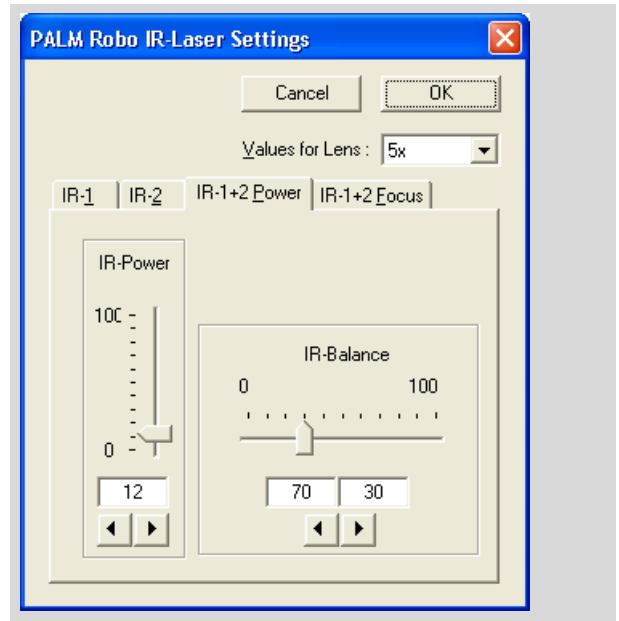 PALM Robo IR-Laser Settings
Cancel OK
Values for Lens : 5x
IR-1 IR-2 IR-1+2 Power IR-1+2 Focus
IR-Power
100
0
12
IR-Balance
0 100
70 30